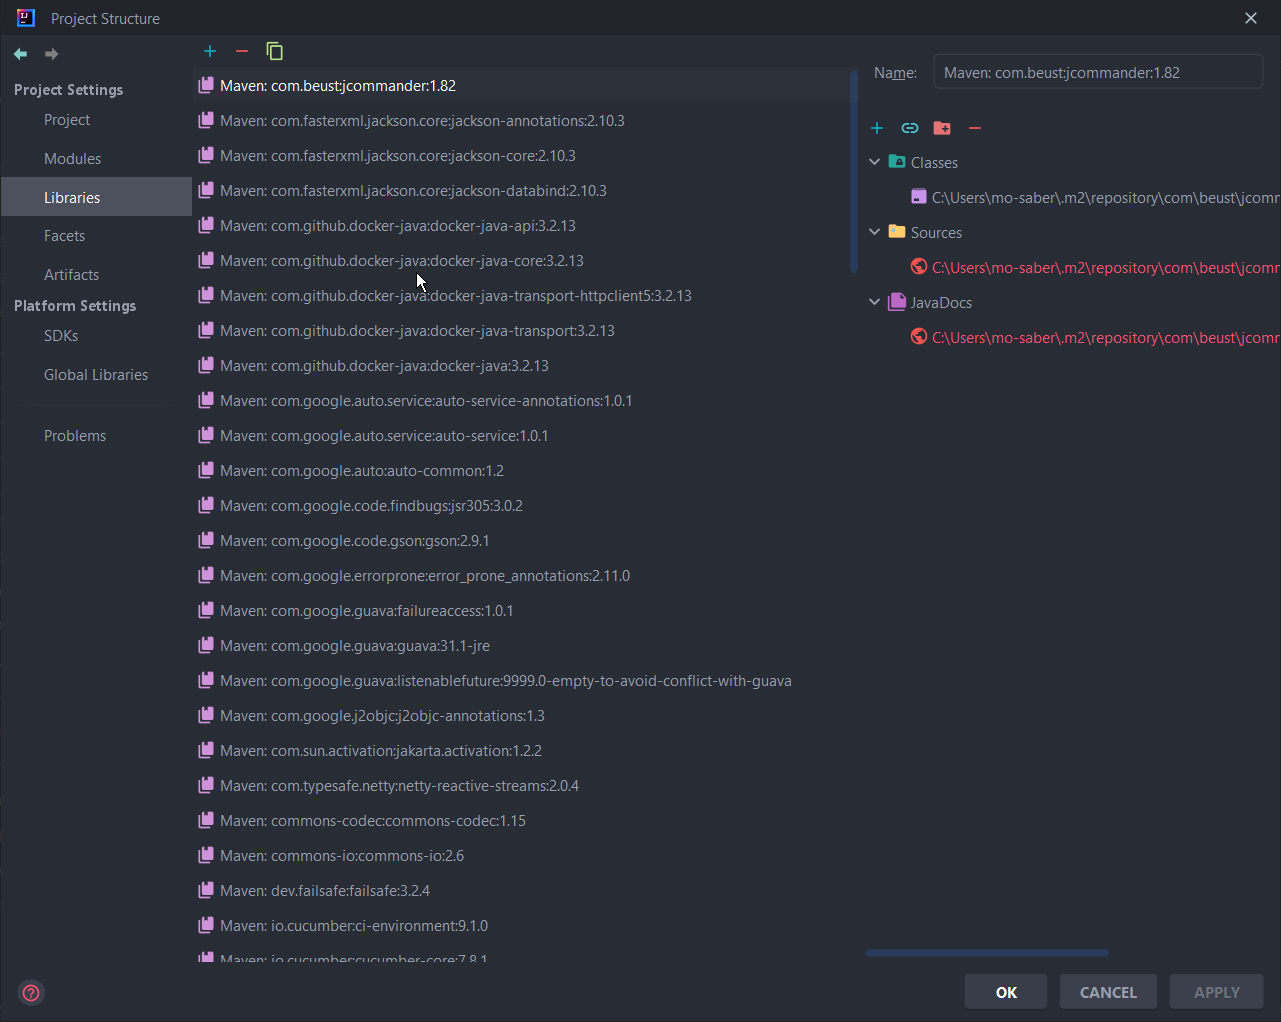 Project Structure
Project Settings
Project
Modules
Libraries
Facets
Artifacts
Platform Settings
SDKs
Global Libraries
Problems
Maven: com.beust:jcommander:1.82
Maven: com.fasterxml.jackson.core:jackson-annotations:2.10.3
Maven: com.fasterxml.jackson.core:jackson-core:2.10.3
Maven: com.fasterxml.jackson.core:jackson-databind:2.10.3
Maven: com.github.docker-java:docker-java-api:3.2.13
Maven: com.github.docker-java:docker-java-core:3.2.13
Maven: com.github.docker-java:docker-java-transport-httpclient5:3.2.13
Maven: com.github.docker-java:docker-java-transport:3.2.13
Maven: com.github.docker-java:docker-java:3.2.13
Maven: com.google.auto.service:auto-service-annotations:1.0.1
Maven: com.google.auto.service:auto-service:1.0.1
Maven: com.google.auto:auto-common:1.2
Maven: com.google.code.findbugs:jsr305:3.0.2
Maven: com.google.code.gson:gson:2.9.1
Maven: com.google.errorprone:error_prone_annotations:2.11.0
Maven: com.google.guava:failureaccess:1.0.1
Maven: com.google.guava:guava:31.1-jre
Maven: com.google.guava:listenablefuture:9999.0-empty-to-avoid-conflict-with-guava
Maven: com.google.j2objc:j2objc-annotations:1.3
Maven: com.sun.activation:jakarta.activation:1.2.2
Maven: com.typesafe.netty:netty-reactive-streams:2.0.4
Maven: commons-codec:commons-codec:1.15
Maven: commons-io:commons-io:2.6
Maven: dev.failsafe:failsafe:3.2.4
Maven: io.cucumber:ci-environment:9.1.0
Maven: io.cucumber:cucumber-core:7.8.1
Name: Maven: com.beust:jcommander:1.82
Classes
C:\Users\mo-saber\.m2\repository\com\beust\jcomm
Sources
C:\Users\mo-saber\.m2\repository\com\beust\jcomm
JavaDocs
C:\Users\mo-saber\.m2\repository\com\beust\jcomm
OK
CANCEL
APPLY